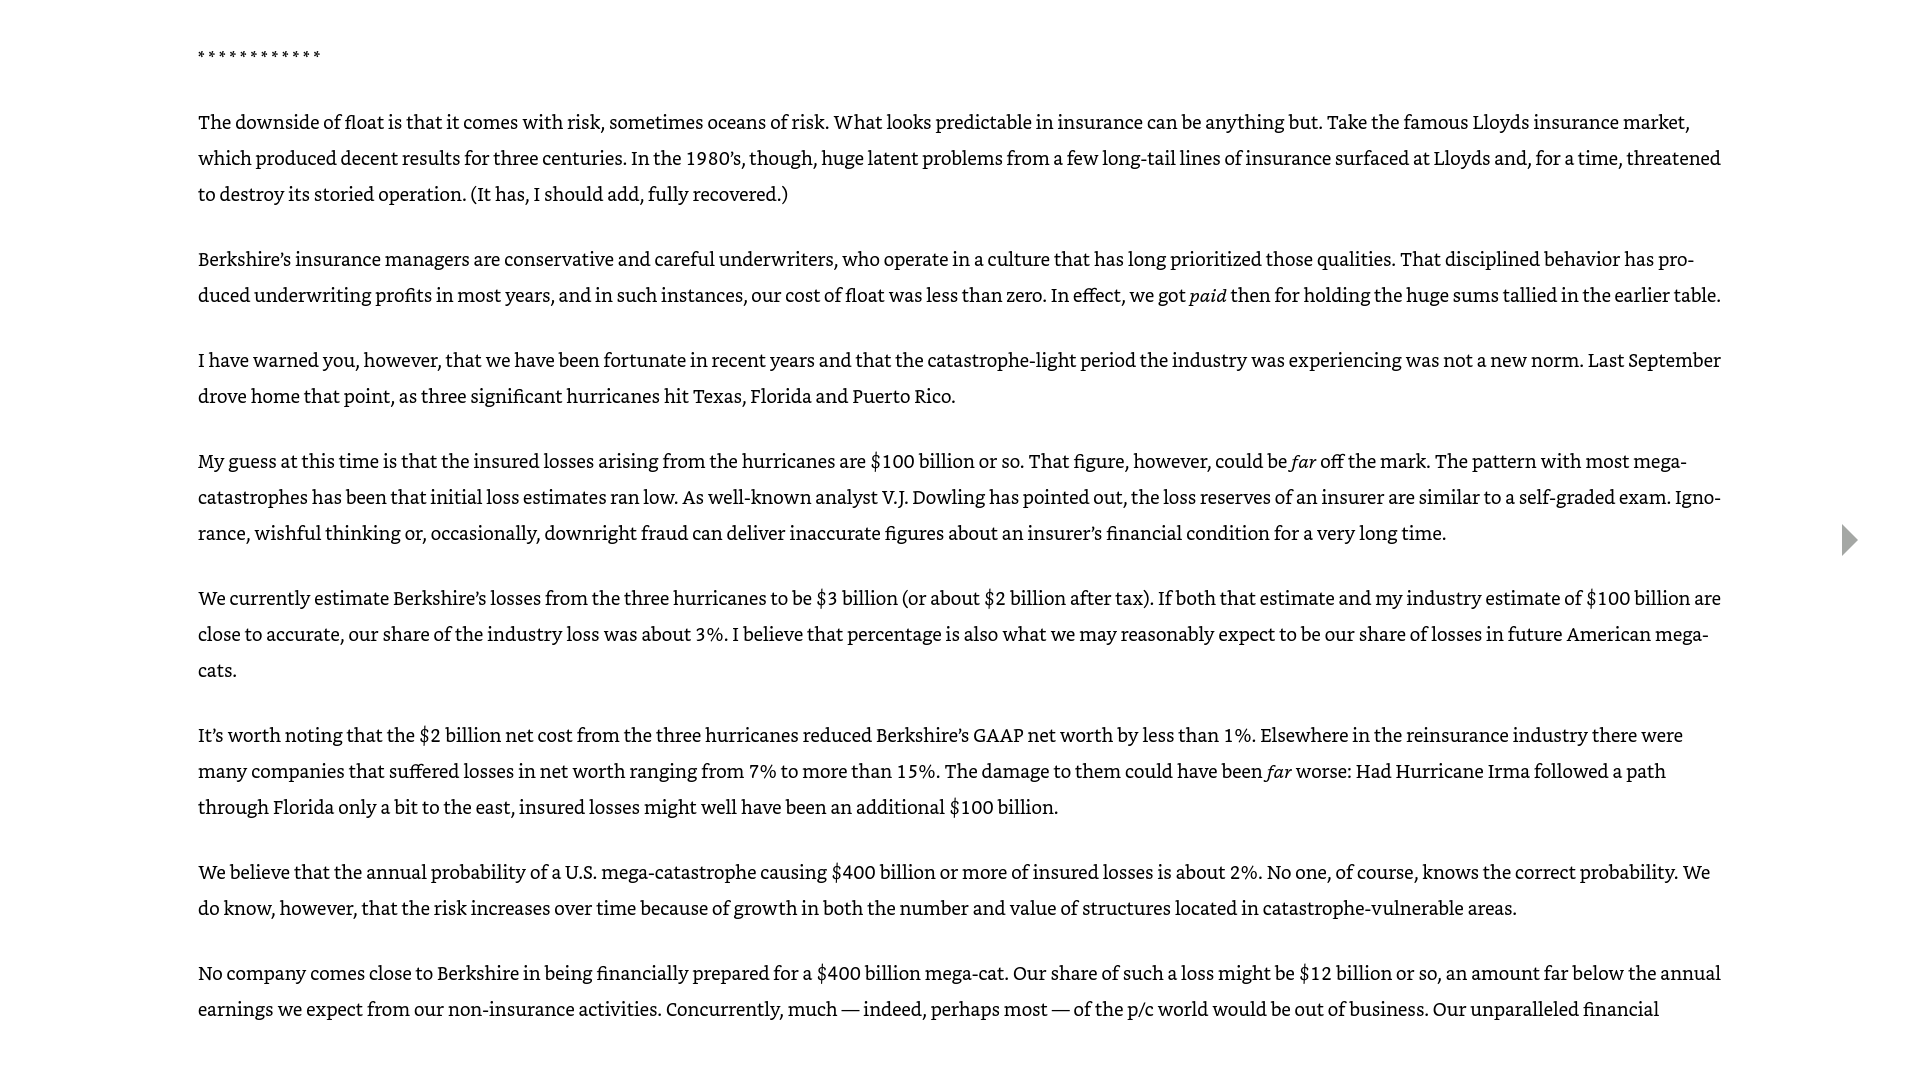 ************
The downside of float is that it comes with risk, sometimes oceans of risk. What looks predictable in insurance can be anything but. Take the famous Lloyds insurance market,
which produced decent results for three centuries. In the 1980’s, though, huge latent problems from a few long-tail lines of insurance surfaced at Lloyds and, for a time, threatened
to destroy its storied operation. (It has, I should add, fully recovered.)
Berkshire’s insurance managers are conservative and careful underwriters, who operate in a culture that has long prioritized those qualities. That disciplined behavior has pro-
duced underwriting profits in most years, and in such instances, our cost of float was less than zero. In effect, we got paid then for holding the huge sums tallied in the earlier table.
I have warned you, however, that we have been fortunate in recent years and that the catastrophe-light period the industry was experiencing was not a new norm. Last September
drove home that point, as three significant hurricanes hit Texas, Florida and Puerto Rico.
My guess at this time is that the insured losses arising from the hurricanes are $100 billion or so. That figure, however, could be far off the mark. The pattern with most mega-
catastrophes has been that initial loss estimates ran low. As well-known analyst V.J. Dowling has pointed out, the loss reserves of an insurer are similar to a self-graded exam. Igno-
rance, wishful thinking or, occasionally, downright fraud can deliver inaccurate figures about an insurer’s financial condition for a very long time.
We currently estimate Berkshire’s losses from the three hurricanes to be $3 billion (or about $2 billion after tax). If both that estimate and my industry estimate of $100 billion are
close to accurate, our share of the industry loss was about 3%. I believe that percentage is also what we may reasonably expect to be our share of losses in future American mega-
cats.
It’s worth noting that the $2 billion net cost from the three hurricanes reduced Berkshire’s GAAP net worth by less than 1%. Elsewhere in the reinsurance industry there were
many companies that suffered losses in net worth ranging from 7% to more than 15%. The damage to them could have been far worse: Had Hurricane Irma followed a path
through Florida only a bit to the east, insured losses might well have been an additional $100 billion.
We believe that the annual probability of a U.S. mega-catastrophe causing $400 billion or more of insured losses is about 2%. No one, of course, knows the correct probability. We
do know, however, that the risk increases over time because of growth in both the number and value of structures located in catastrophe-vulnerable areas.
No company comes close to Berkshire in being financially prepared for a $400 billion mega-cat. Our share of such a loss might be $12 billion or so, an amount far below the annual
earnings we expect from our non-insurance activities. Concurrently, much — indeed, perhaps most — of the p/c world would be out of business. Our unparalleled financial